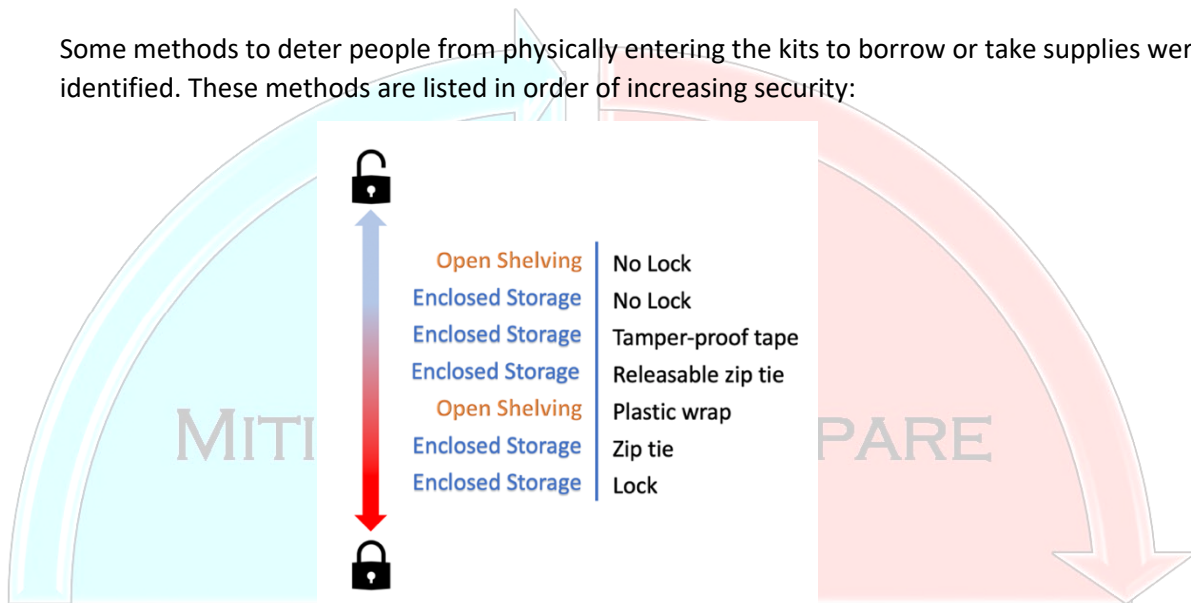 Some methods to deter people from physically entering the kits to borrow or take supplies wer
identified. These methods are listed in order of increasing security:
Open Shelving No Lock
Enclosed Storage No Lock
Enclosed Storage Tamper-proof tape
Enclosed Storage Releasable zip tie
Open Shelving Plastic wrap
Enclosed Storage Zip tie
Enclosed Storage Lock
MITI PARE